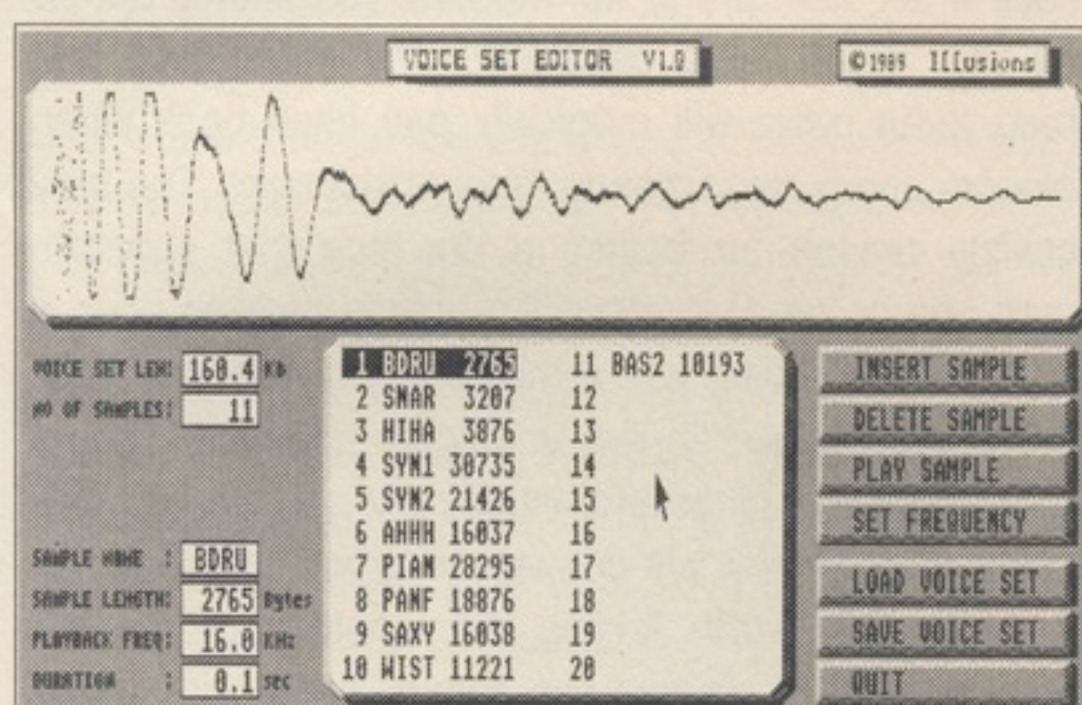 VOICE SET EDITOR V1.0
©1989 Illusions
VOICE SET LEN: 160.4 Kb
NO OF SAMPLES: 11
1 BDRU 2765
2 SNAR 3207
3 HIHA 3876
4 SYN1 30735
5 SYN2 21426
6 AHHH 16037
7 PIAN 28295
8 PANF 18876
9 SAXY 16038
10 WIST 11221
11 BAS2 10193
12
13
14
15
16
17
18
19
20
SAMPLE NAME : BDRU
SAMPLE LENGTH: 2765 Bytes
PLAYBACK FREQ: 16.0 KHz
DURATION : 0.1 sec
INSERT SAMPLE
DELETE SAMPLE
PLAY SAMPLE
SET FREQUENCY
LOAD VOICE SET
SAVE VOICE SET
QUIT